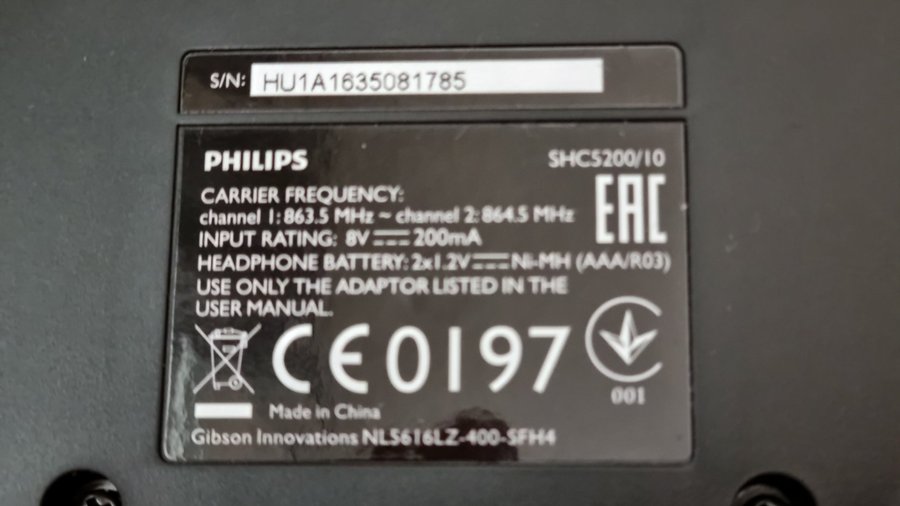 S/N: HU1A1635081785
PHILIPS SHC5200/10
CARRIER FREQUENCY:
channel 1: 863.5 MHz ~ channel 2: 864.5 MHz
EAC
INPUT RATING: 8V 200mA
HEADPHONE BATTERY: 2x1.2V Ni-MH (AAA/R03)
USE ONLY THE ADAPTOR LISTED IN THE
USER MANUAL.
CE0197
001
Made in China
Gibson Innovations NL5616LZ-400-SFH4